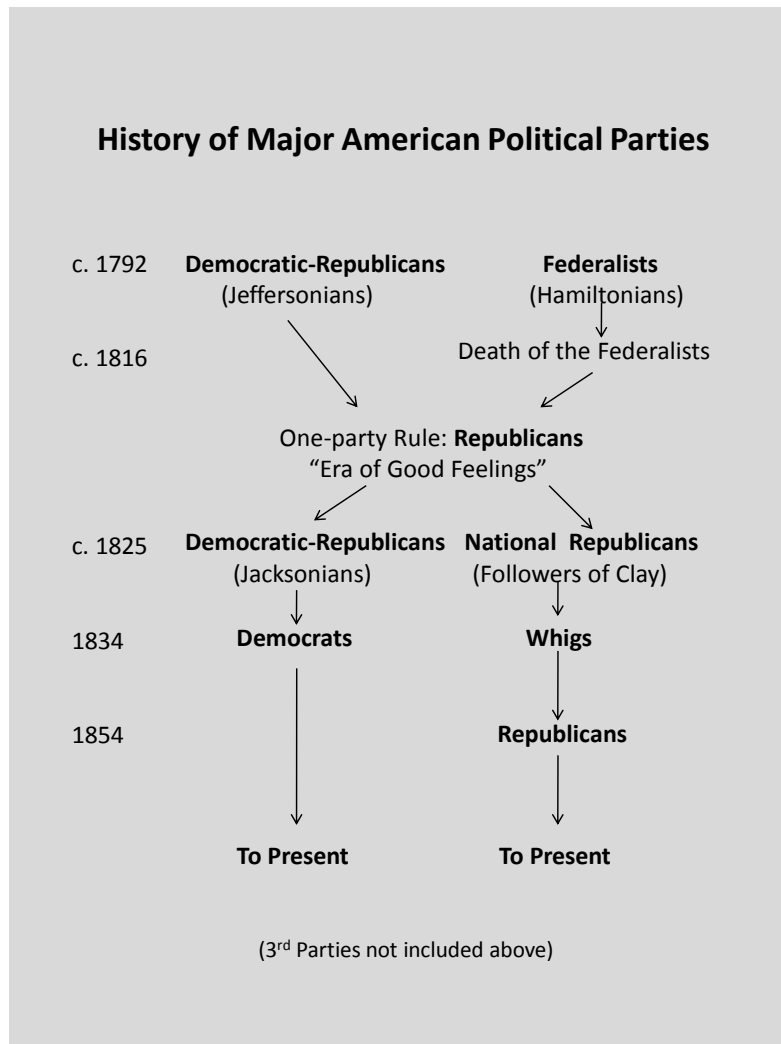 History of Major American Political Parties
c. 1792 Democratic-Republicans Federalists
(Jeffersonians) (Hamiltonians)
c. 1816 Death of the Federalists
One-party Rule: Republicans
“Era of Good Feelings”
c. 1825 Democratic-Republicans National Republicans
(Jacksonians) (Followers of Clay)
1834 Democrats Whigs
1854 Republicans
To Present To Present
(3rd Parties not included above)